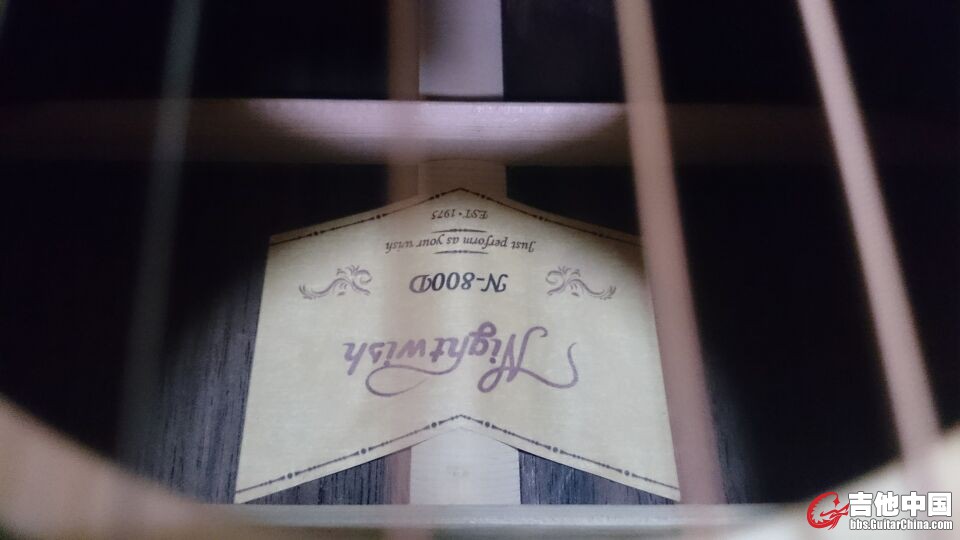 Nightwish
N-800D
Just perform as your wish
EST·1975
吉他中国
bbs.GuitarChina.com